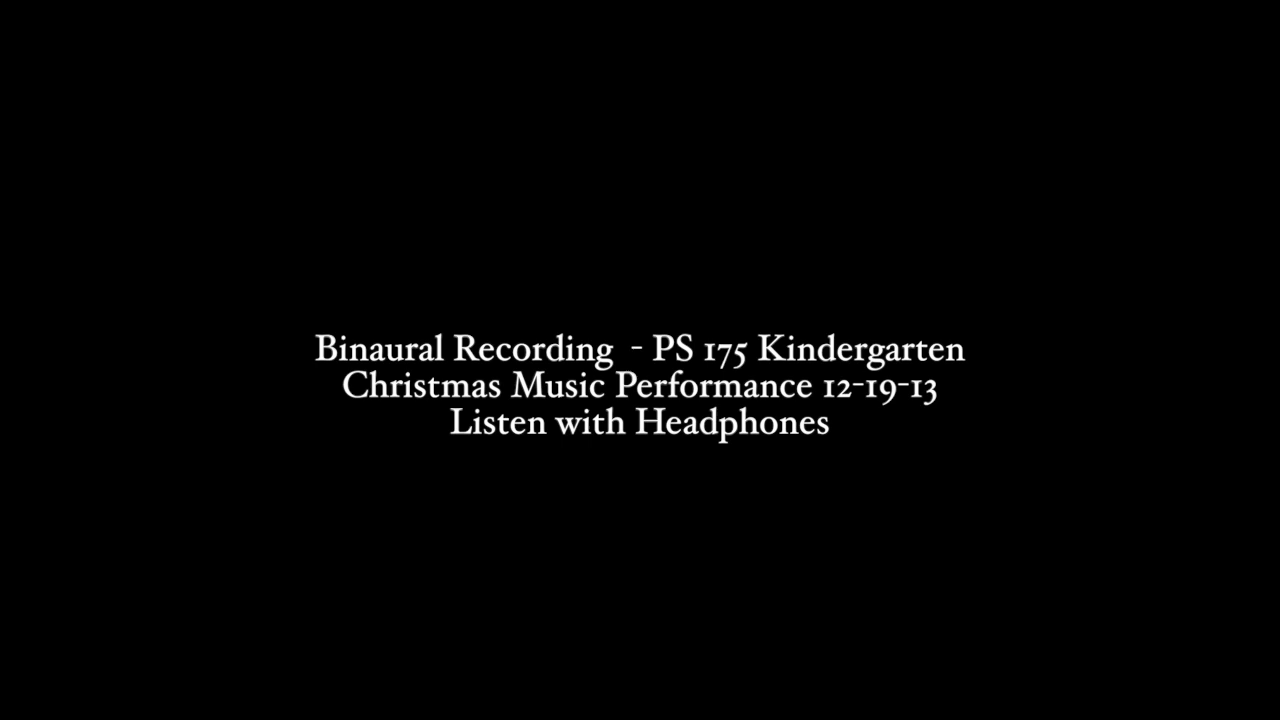 Binaural Recording - PS 175 Kindergarten
Christmas Music Performance 12-19-13
Listen with Headphones